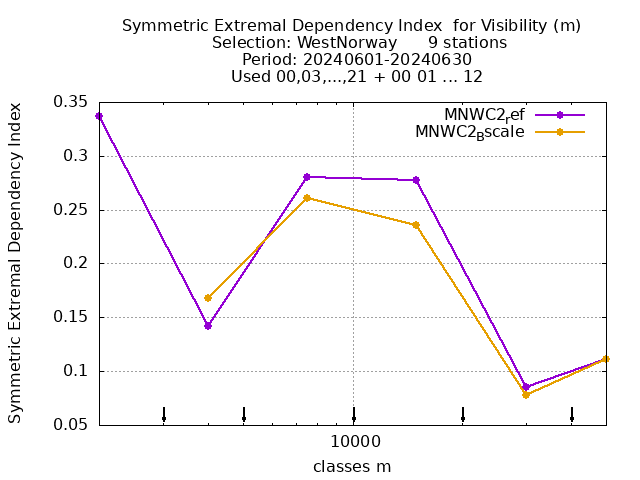 Symmetric Extremal Dependency Index  for Visibility (m)
Selection: WestNorway      9 stations
Period: 20240601-20240630
Used 00,03,...,21 + 00 01 ... 12
Symmetric Extremal Dependency Index
0.35
0.3
0.25
0.2
0.15
0.1
0.05
MNWC2ref
MNWC2Bscale
10000
classes m